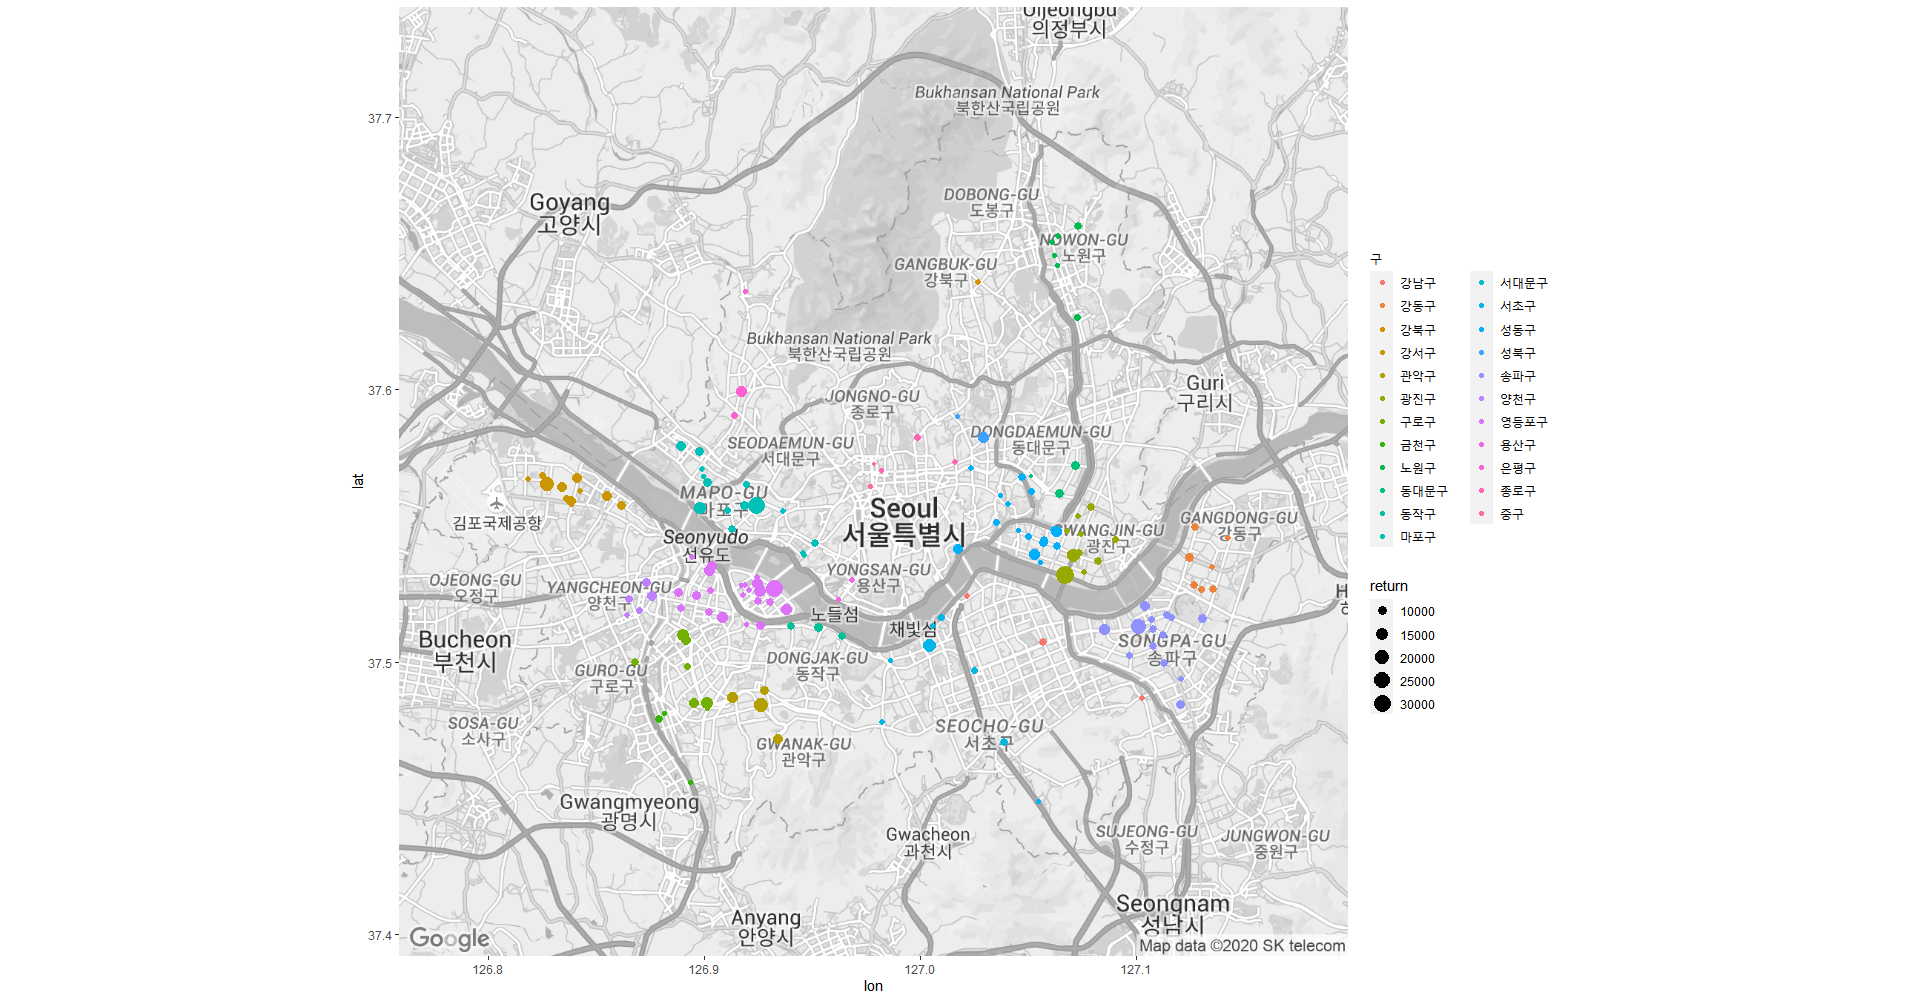 Uijeongbu
의정부시
Bukhansan National Park
북한산국립공원
37.7
DOBONG-GU
도봉구
Goyang
고양시
NOWON-GU
노원구
GANGBUK-GU
강북구
Bukhansan National Park
북한산국립공원
37.6
Guri
구리시
JONGNO-GU
종로구
SEODAEMUN-GU
서대문구
DONGDAEMUN-GU
동대문구
lat
MAPO-GU
마포구
김포국제공항
Seoul
서울특별시
GANGDONG-GU
강동구
GWANGJIN-GU
광진구
Seonyudo
선유도
OJEONG-GU
오정구
YANGCHEON-GU
양천구
YONGSAN-GU
용산구
노들섬
채빛섬
Bucheon
부천시
SONGPA-GU
송파구
37.5
GURO-GU
구로구
DONGJAK-GU
동작구
SOSA-GU
소사구
GWANAK-GU
관악구
SEOCHO-GU
서초구
Gwangmyeong
광명시
Gwacheon
과천시
SUJEONG-GU
수정구
JUNGWON-GU
중원구
Anyang
안양시
Seongnam
성남시
37.4
Google
Map data ©2020 SK telecom
126.8
126.9
127.0
127.1
lon
구
강남구
강동구
강북구
강서구
관악구
광진구
구로구
금천구
노원구
동대문구
동작구
마포구
서대문구
서초구
성동구
성북구
송파구
양천구
영등포구
용산구
은평구
종로구
중구
return
10000
15000
20000
25000
30000